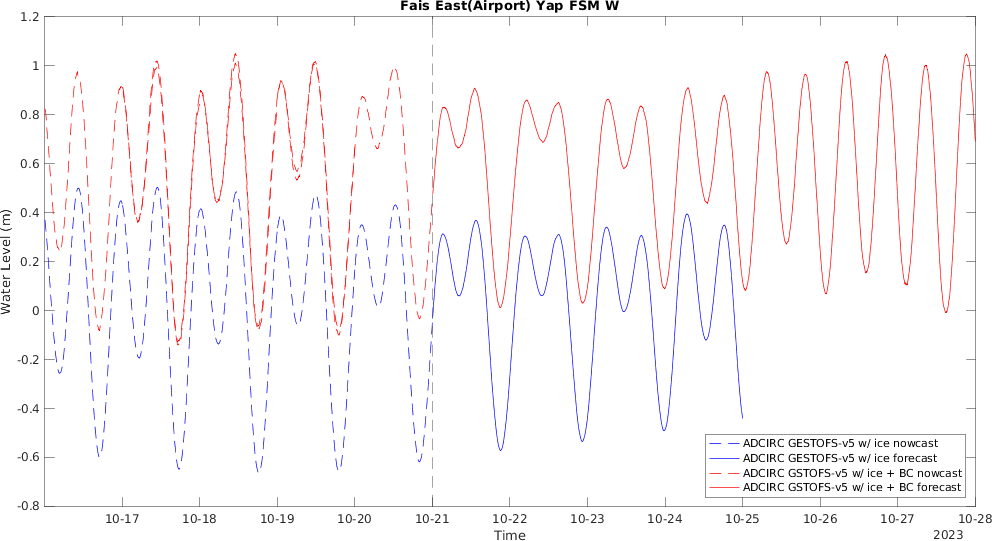 Fais East(Airport) Yap FSM W
1.2
1
0.8
0.6
0.4
0.2
0
-0.2
-0.4
-0.6
-0.8
Water Level (m)
ADCIRC GESTOFS-v5 w/ ice nowcast
ADCIRC GESTOFS-v5 w/ ice forecast
ADCIRC GSTOFS-v5 w/ ice + BC nowcast
ADCIRC GSTOFS-v5 w/ ice + BC forecast
10-17 10-18 10-19 10-20 10-21 10-22 10-23 10-24 10-25 10-26 10-27 10-28
Time
2023